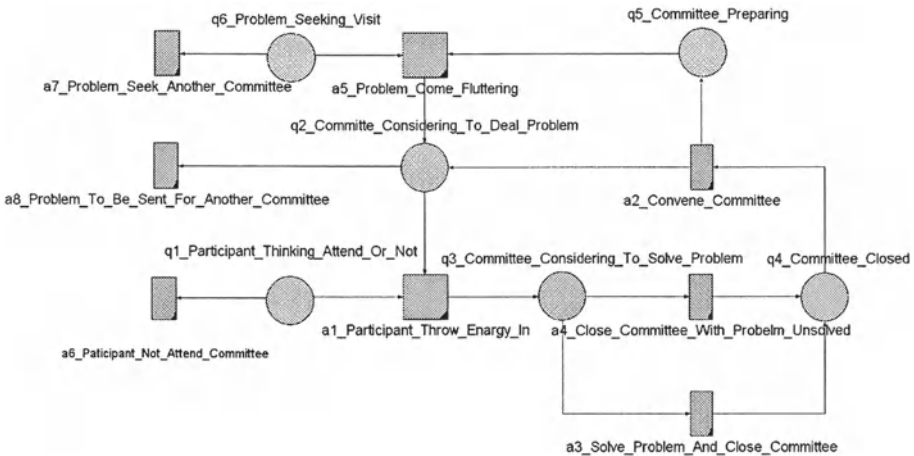 q6_Problem_Seeking_Visit
q5_Committee_Preparing
a7_Problem_Seek_Another_Committee
a5_Problem_Come_Fluttering
q2_Committe_Considering_To_Deal_Problem
a8_Problem_To_Be_Sent_For_Another_Committee
a2_Convene_Committee
q1_Participant_Thinking_Attend_Or_Not
q3_Committee_Considering_To_Solve_Problem
q4_Committee_Closed
a6_Paticipant_Not_Attend_Committee
a1_Participant_Throw_Enargy_In
a4_Close_Committee_With_Probelm_Unsolved
a3_Solve_Problem_And_Close_Committee